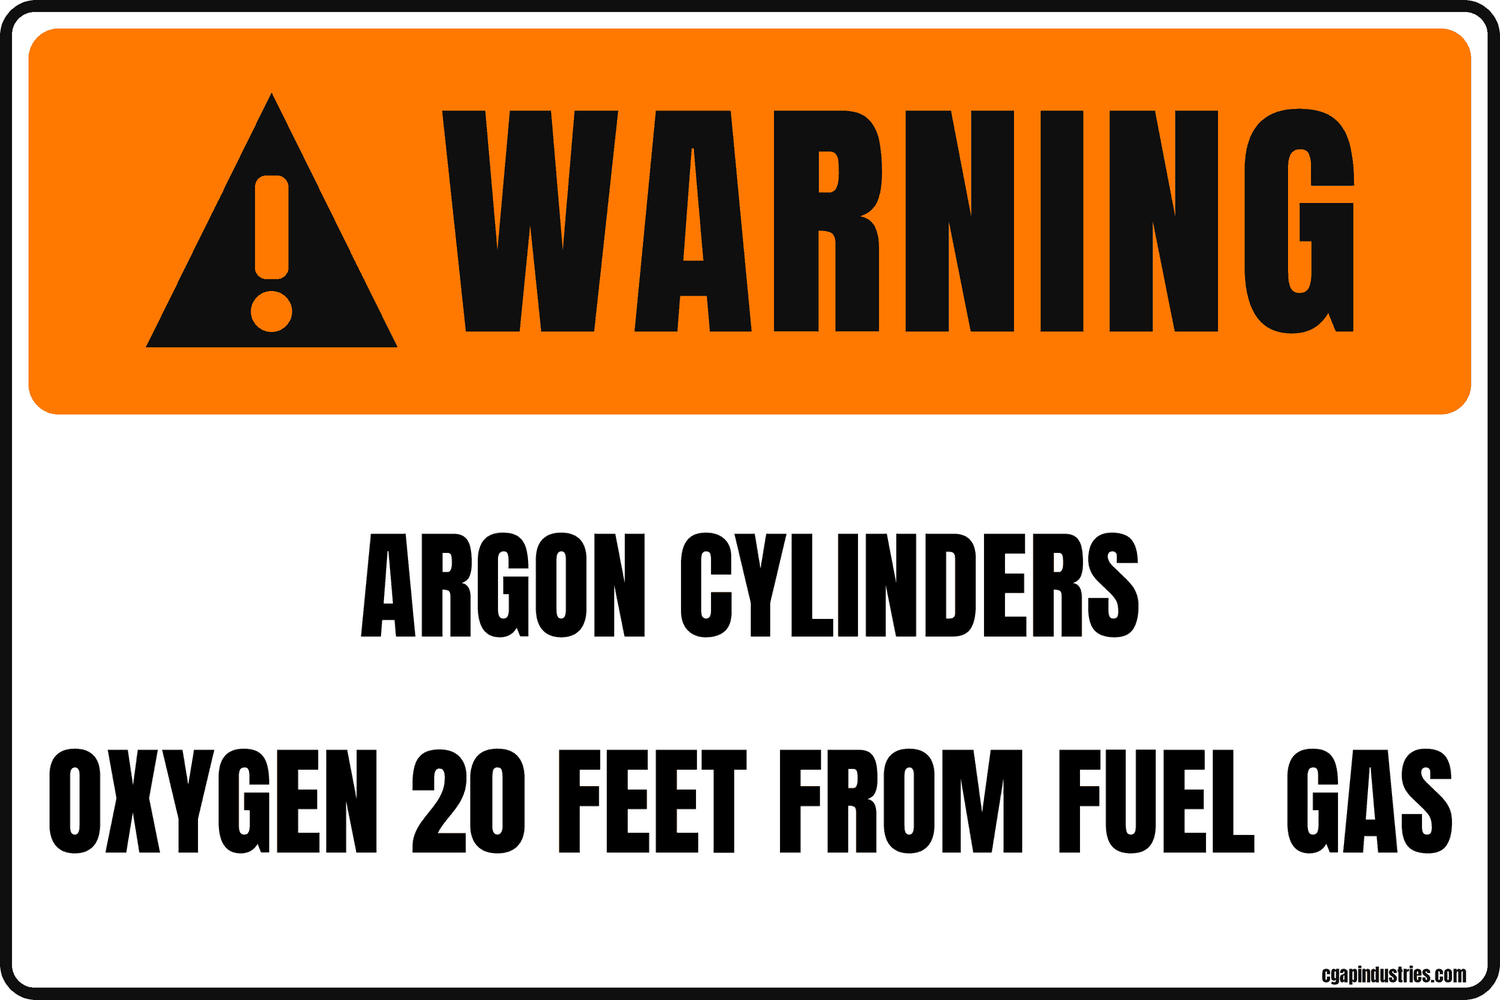 WARNING
ARGON CYLINDERS
OXYGEN 20 FEET FROM FUEL GAS
cgapindustries.com